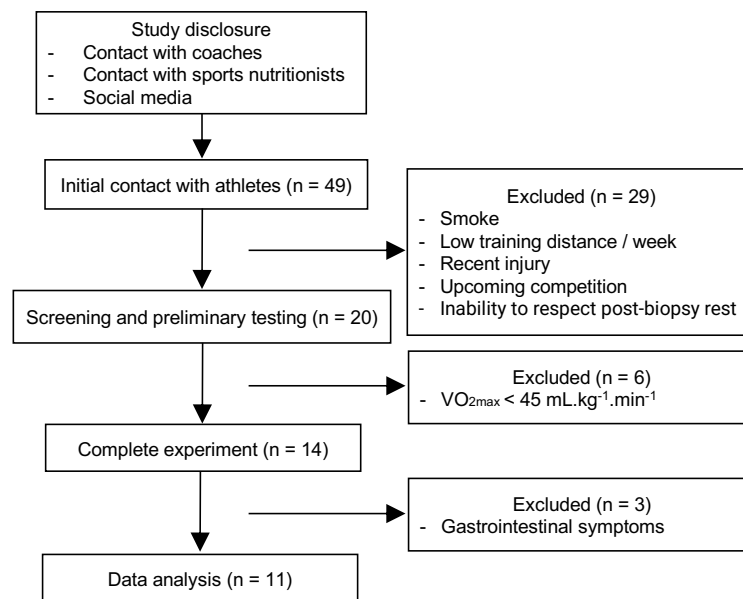 Study disclosure
- Contact with coaches
- Contact with sports nutritionists
- Social media
Initial contact with athletes (n = 49)
Excluded (n = 29)
- Smoke
- Low training distance / week
- Recent injury
- Upcoming competition
- Inability to respect post-biopsy rest
Screening and preliminary testing (n = 20)
Excluded (n = 6)
- VO₂max < 45 mL.kg⁻¹.min⁻¹
Complete experiment (n = 14)
Excluded (n = 3)
- Gastrointestinal symptoms
Data analysis (n = 11)